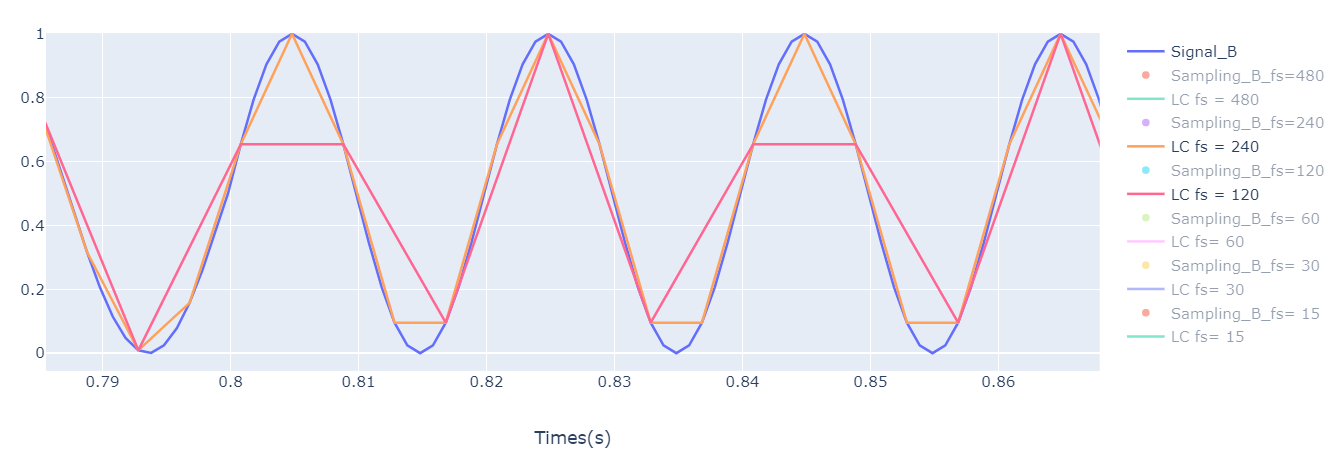 1
0.8
0.6
0.4
0.2
0
0.79
0.8
0.81
0.82
0.83
0.84
0.85
0.86
Times(s)
Signal_B
Sampling_B_fs=480
LC fs = 480
Sampling_B_fs=240
LC fs = 240
Sampling_B_fs=120
LC fs = 120
Sampling_B_fs= 60
LC fs= 60
Sampling_B_fs= 30
LC fs= 30
Sampling_B_fs= 15
LC fs= 15